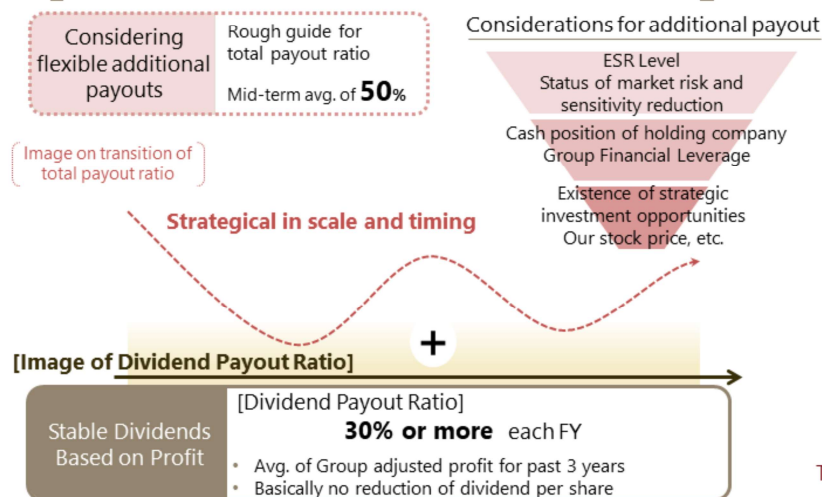 Considering
flexible additional
payouts
Rough guide for
total payout ratio
Mid-term avg. of 50%
Considerations for additional payout
ESR Level
Status of market risk and
sensitivity reduction
Cash position of holding company
Group Financial Leverage
Existence of strategic
investment opportunities
Our stock price, etc.
Image on transition of
total payout ratio
Strategical in scale and timing
+
[Image of Dividend Payout Ratio]
Stable Dividends
Based on Profit
[Dividend Payout Ratio]
30% or more each FY
• Avg. of Group adjusted profit for past 3 years
• Basically no reduction of dividend per share